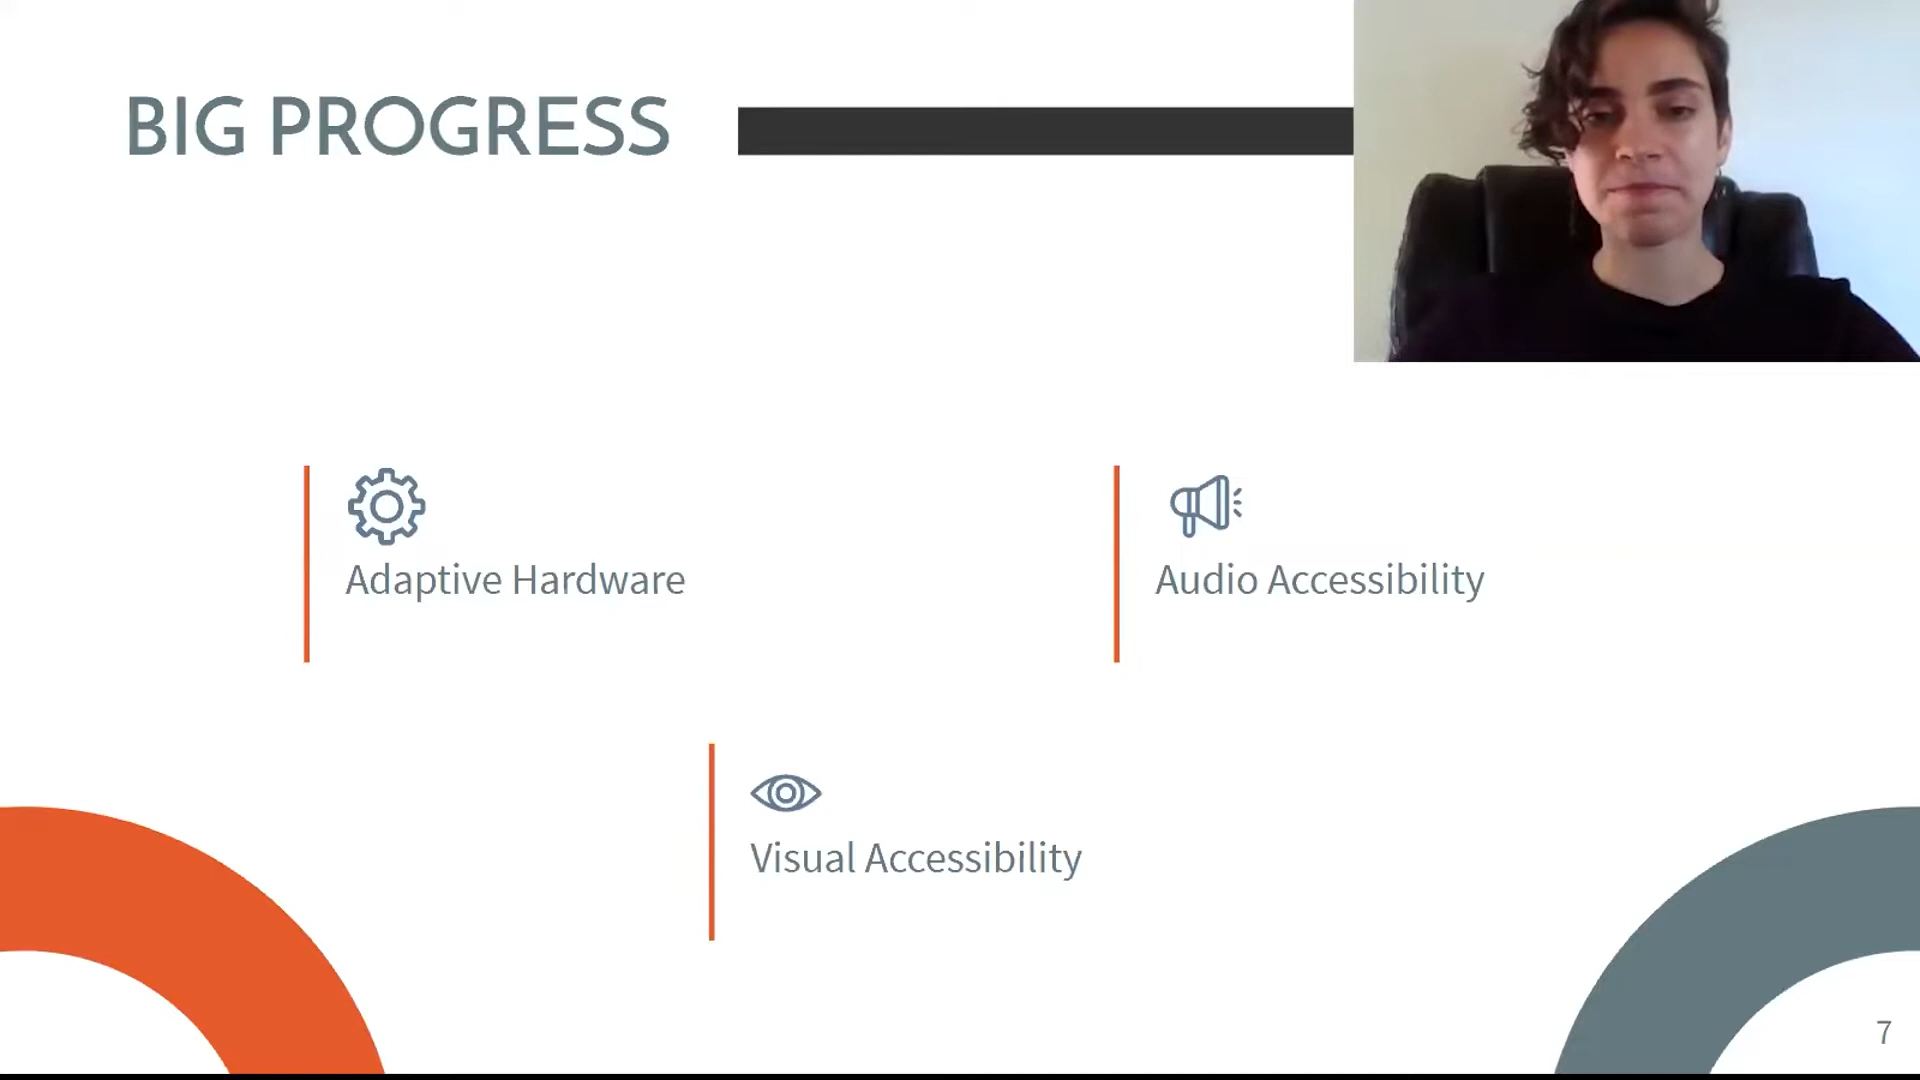 BIG PROGRESS
Adaptive Hardware
Audio Accessibility
Visual Accessibility
7